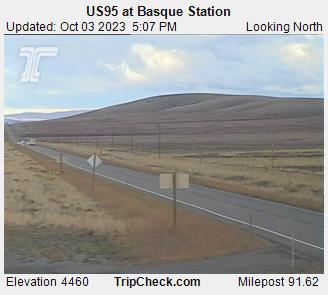 US95 at Basque Station
Updated: Oct 03 2023  5:07 PM
Looking North
Elevation 4460
TripCheck.com
Milepost 91.62